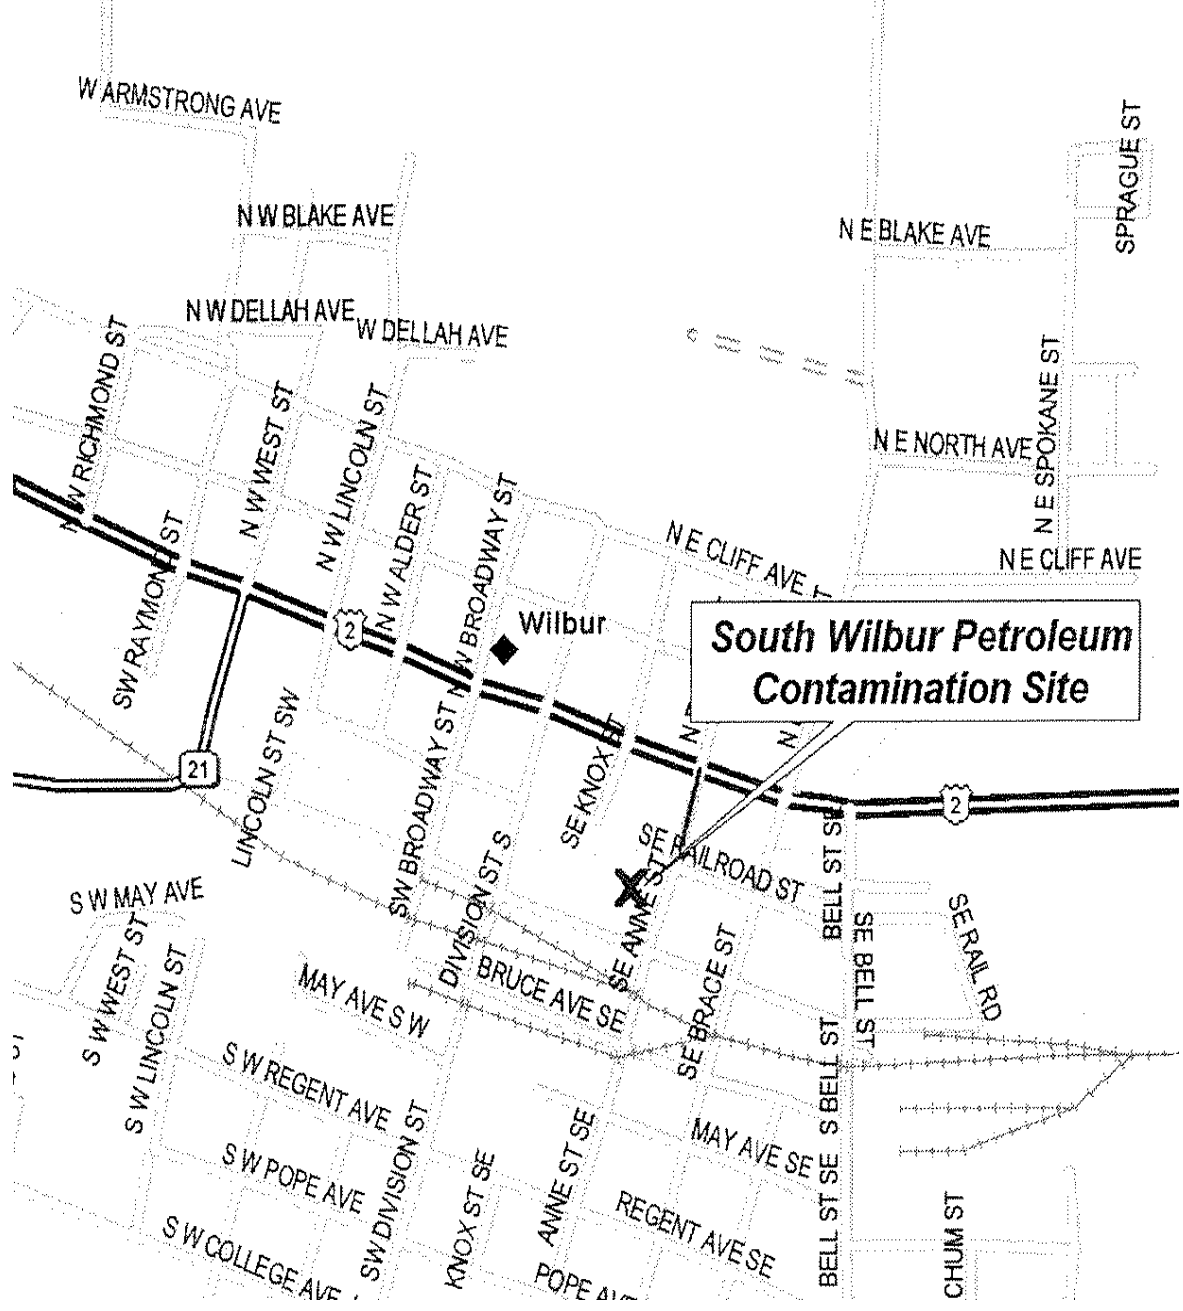 W ARMSTRONG AVE
SPRAGUE ST
N W BLAKE AVE
N E BLAKE AVE
N W DELLAH AVE
W DELLAH AVE
N W RICHMOND ST
N W WEST ST
N W LINCOLN ST
N W ALDER ST
N W BROADWAY ST
N E NORTH AVE
N E SPOKANE ST
N E CLIFF AVE
N E CLIFF AVE
SW RAYMOND ST
2
Wilbur
South Wilbur Petroleum
Contamination Site
21
LINCOLN ST SW
SW BROADWAY ST
SE KNOX ST
2
SE RAILROAD ST
BELL ST SE
DIVISION ST S
SE ANNE ST
S W MAY AVE
S W WEST ST
S W LINCOLN ST
MAY AVE S W
BRUCE AVE SE
SE BRACE ST
SE BELL ST
SE RAIL RD
S BELL ST
S W REGENT AVE
MAY AVE SE
S W POPE AVE
SW DIVISION ST
KNOX ST SE
ANNE ST SE
REGENT AVE SE
BELL ST SE
CHUM ST
S W COLLEGE AVE
POPE AVE